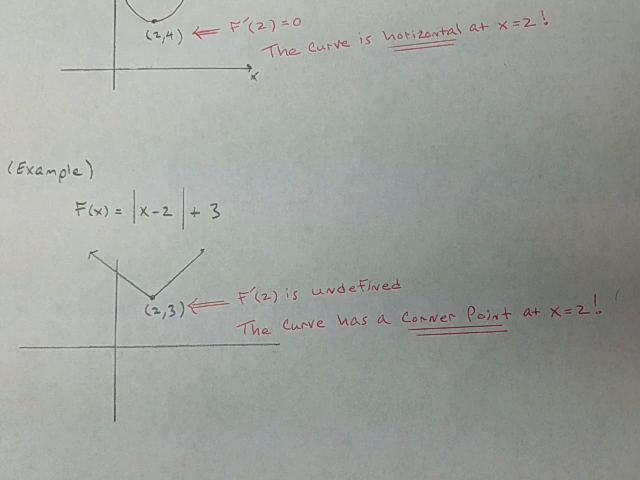 (2,4) ⇐ F'(2)=0
The curve is horizontal at x=2!
x
(Example)
F(x) = |x-2| + 3
(2,3) ⇐ F'(2) is undefined
The curve has a corner point at x=2!